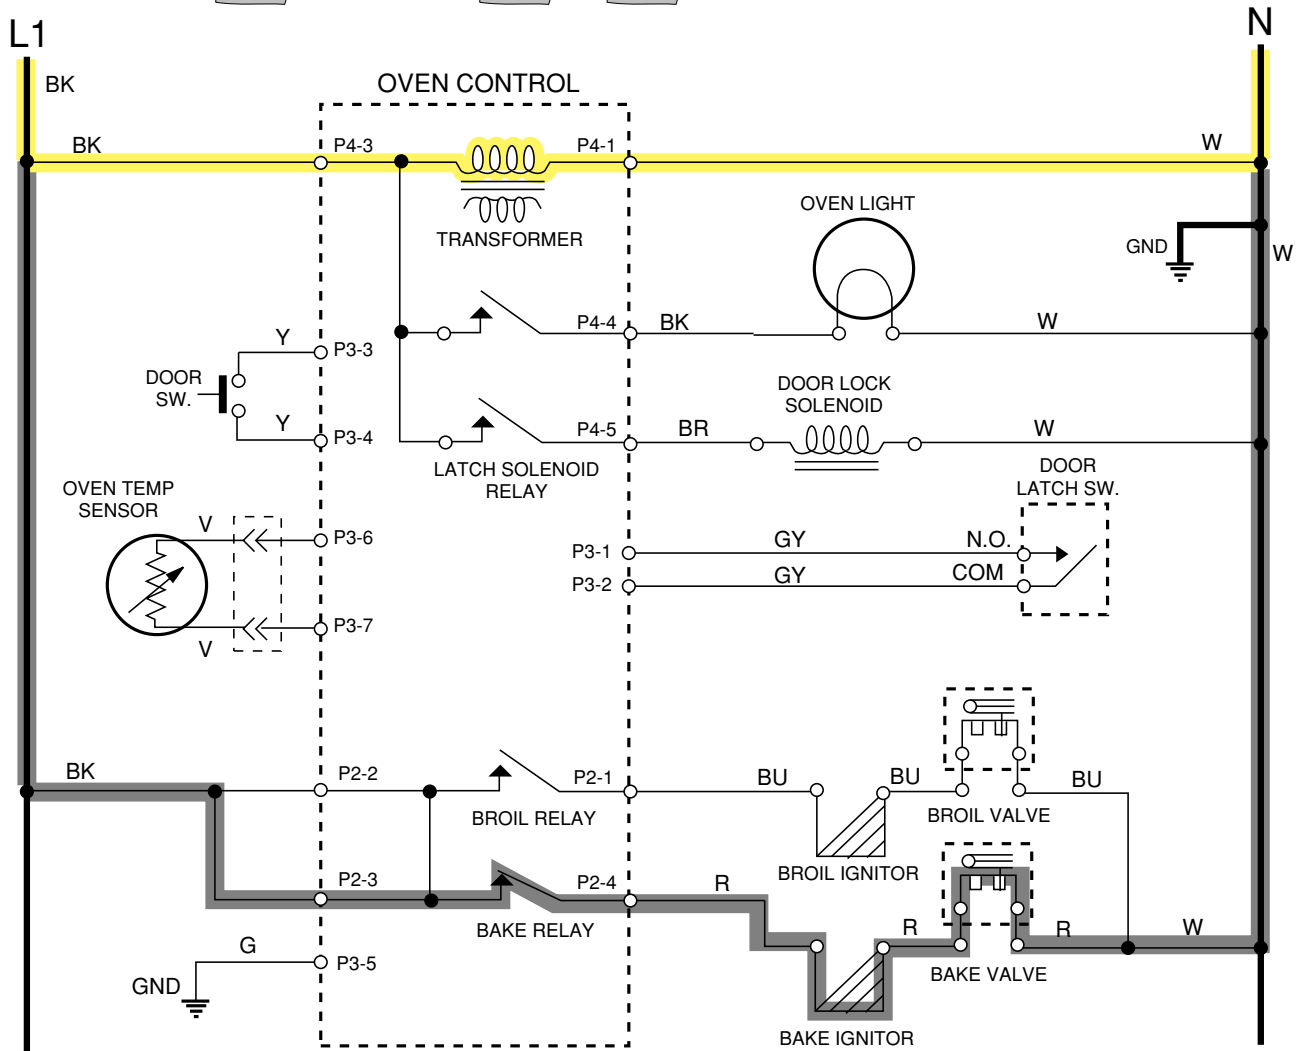 L1
N
BK
OVEN CONTROL
BK
P4-3
P4-1
W
OVEN LIGHT
TRANSFORMER
GND
W
P4-4
BK
W
Y
P3-3
DOOR
SW.
DOOR LOCK
SOLENOID
Y
P3-4
P4-5
BR
W
LATCH SOLENOID
RELAY
DOOR
LATCH SW.
OVEN TEMP
SENSOR
V
P3-6
P3-1
GY
N.O.
P3-2
GY
COM
P3-7
V
BK
P2-2
P2-1
BU
BU
BU
BROIL RELAY
BROIL VALVE
P2-3
P2-4
R
BROIL IGNITOR
BAKE RELAY
R
R
W
G
P3-5
BAKE VALVE
GND
BAKE IGNITOR